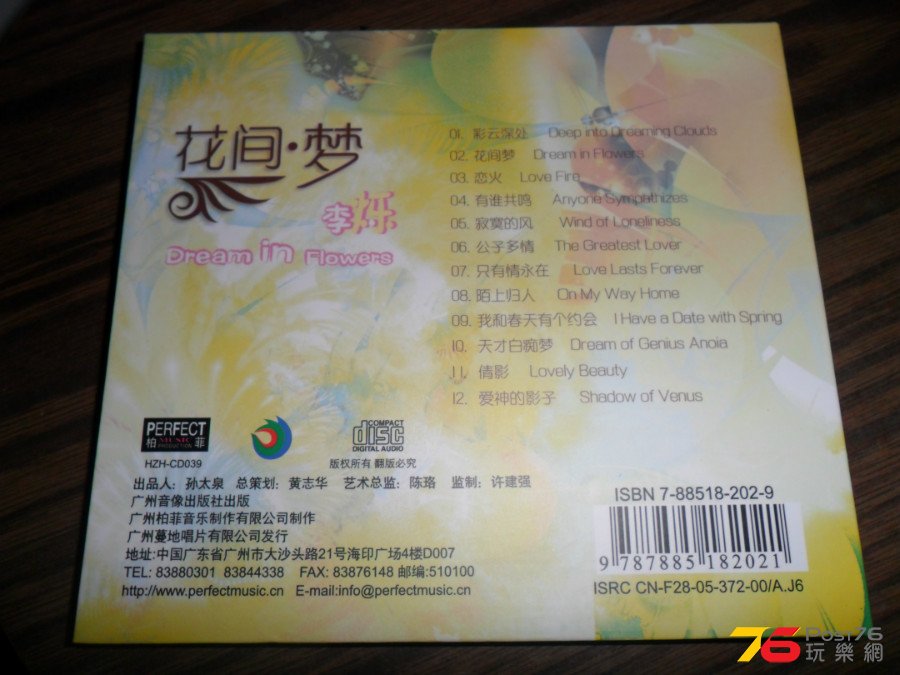 花间·梦
李烁
Dream in Flowers
01. 彩云深处 Deep into Dreaming Clouds
02. 花间梦 Dream in Flowers
03. 恋火 Love Fire
04. 有谁共鸣 Anyone Sympathizes
05. 寂寞的风 Wind of Loneliness
06. 公子多情 The Greatest Lover
07. 只有情永在 Love Lasts Forever
08. 陌上归人 On My Way Home
09. 我和春天有个约会 I Have a Date with Spring
10. 天才白痴梦 Dream of Genius Anoia
11. 倩影 Lovely Beauty
12. 爱神的影子 Shadow of Venus
PERFECT
柏 MUSIC 菲
PRODUCTION
HZH-CD039
COMPACT
disc
DIGITAL AUDIO
版权所有 翻版必究
出品人：孙太泉 总策划：黄志华 艺术总监：陈珞 监制：许建强
广州音像出版社出版
广州柏菲音乐制作有限公司制作
广州蔓地唱片有限公司发行
地址:中国广东省广州市大沙头路21号海印广场4楼D007
TEL: 83880301 83844338 FAX: 83876148 邮编:510100
http://www.perfectmusic.cn E-mail:info@perfectmusic.cn
ISBN 7-88518-202-9
9 787885 182021
ISRC CN-F28-05-372-00/A.J6
76 Post76
玩樂網